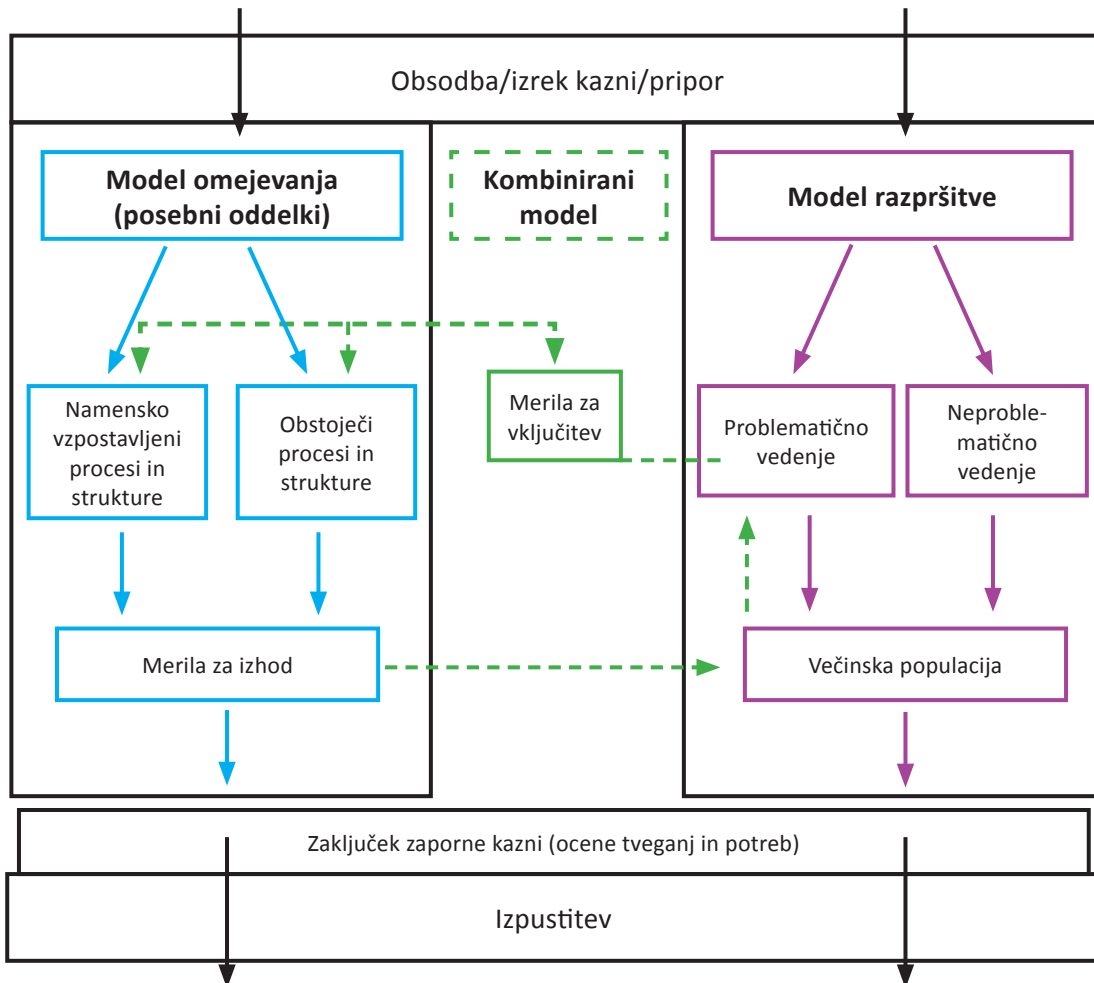 Obsodba/izrek kazni/pripor
Model omejevanja
(posebni oddelki)
Kombinirani
model
Model razpršitve
Namensko
vzpostavljeni
procesi in
strukture
Obstoječi
procesi in
strukture
Merila za
vključitev
Problematično
vedenje
Neproble-
matično
vedenje
Merila za izhod
Večinska populacija
Zaključek zaporne kazni (ocene tveganj in potreb)
Izpustitev